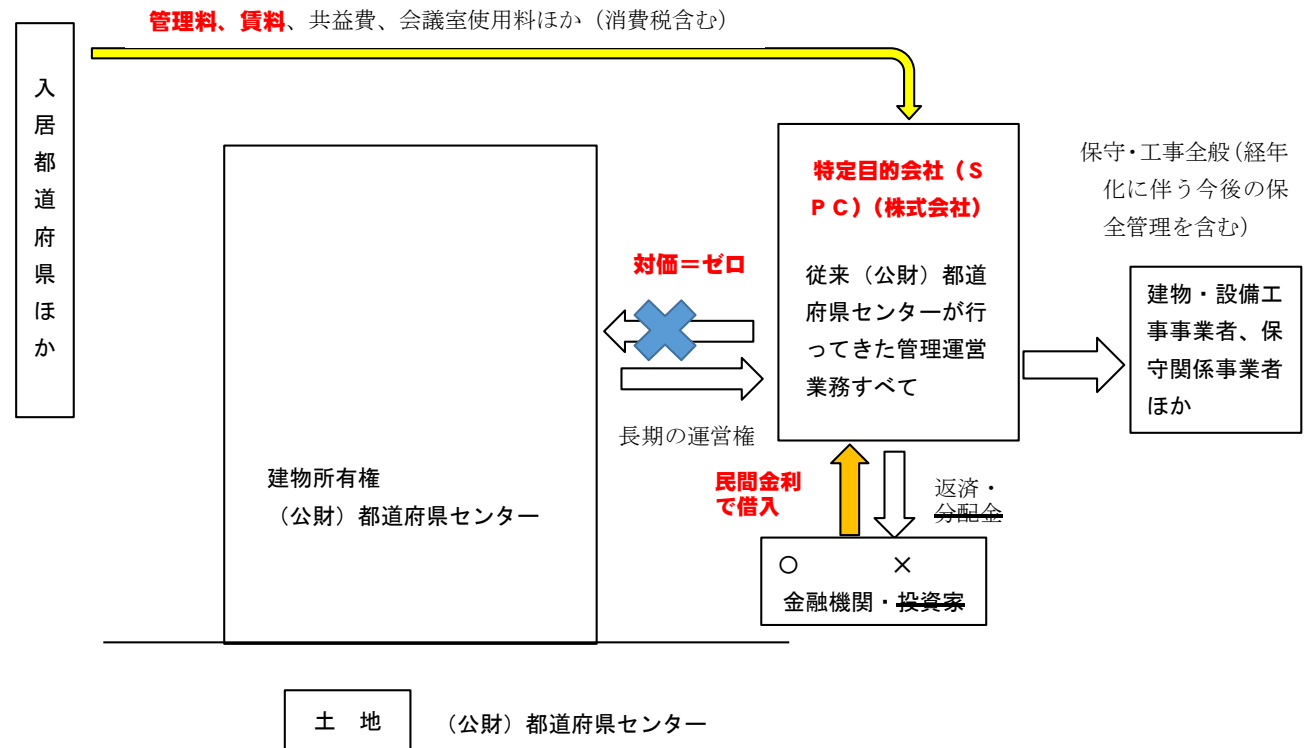 管理料、賃料、共益費、会議室使用料ほか（消費税含む）
入居都道府県ほか
特定目的会社（Ｓ
ＰＣ）（株式会社）
従来（公財）都道
府県センターが行
ってきた管理運営
業務すべて
保守・工事全般（経年
化に伴う今後の保
全管理を含む）
建物・設備工
事事業者、保
守関係事業者
ほか
対価＝ゼロ
長期の運営権
建物所有権
（公財）都道府県センター
民間金利
で借入
返済・
分配金
○　×
金融機関・投資家
土　地
（公財）都道府県センター